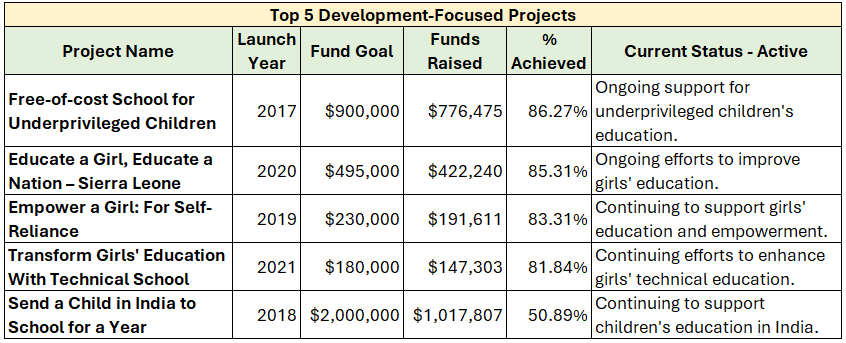 Top 5 Development-Focused Projects
Project Name
Launch
Year
Fund Goal
Funds
Raised
%
Achieved
Current Status - Active
Free-of-cost School for
Underprivileged Children
2017
$900,000
$776,475
86.27%
Ongoing support for
underprivileged children's
education.
Educate a Girl, Educate a
Nation – Sierra Leone
2020
$495,000
$422,240
85.31%
Ongoing efforts to improve
girls' education.
Empower a Girl: For Self-
Reliance
2019
$230,000
$191,611
83.31%
Continuing to support girls'
education and empowerment.
Transform Girls' Education
With Technical School
2021
$180,000
$147,303
81.84%
Continuing efforts to enhance
girls' technical education.
Send a Child in India to
School for a Year
2018
$2,000,000
$1,017,807
50.89%
Continuing to support
children's education in India.